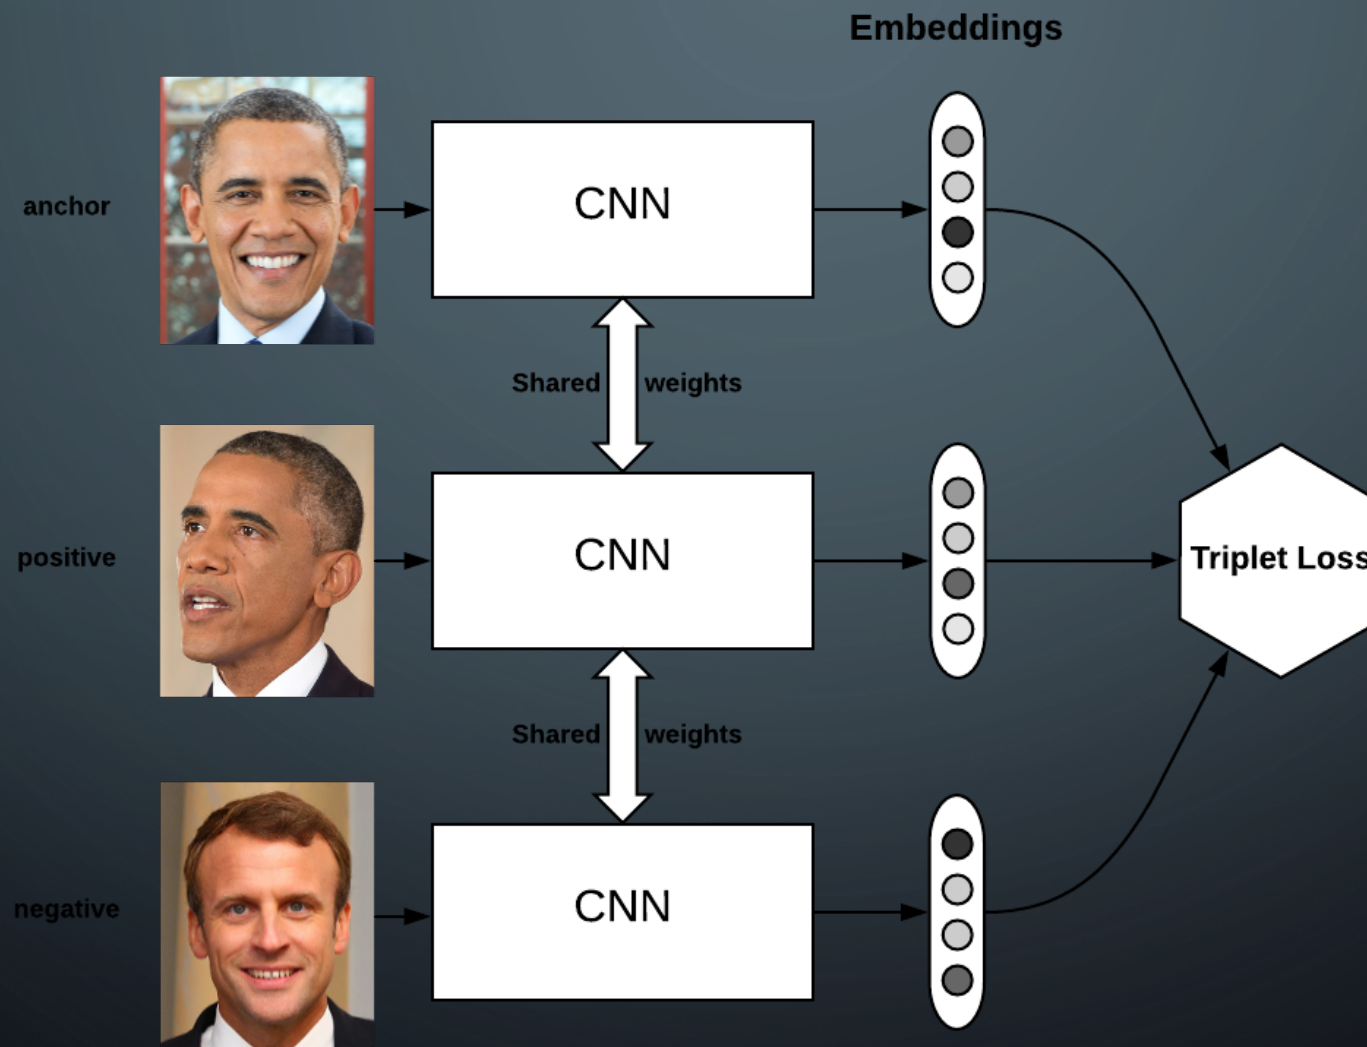 Embeddings
anchor
CNN
Shared weights
positive
CNN
Triplet Loss
Shared weights
negative
CNN